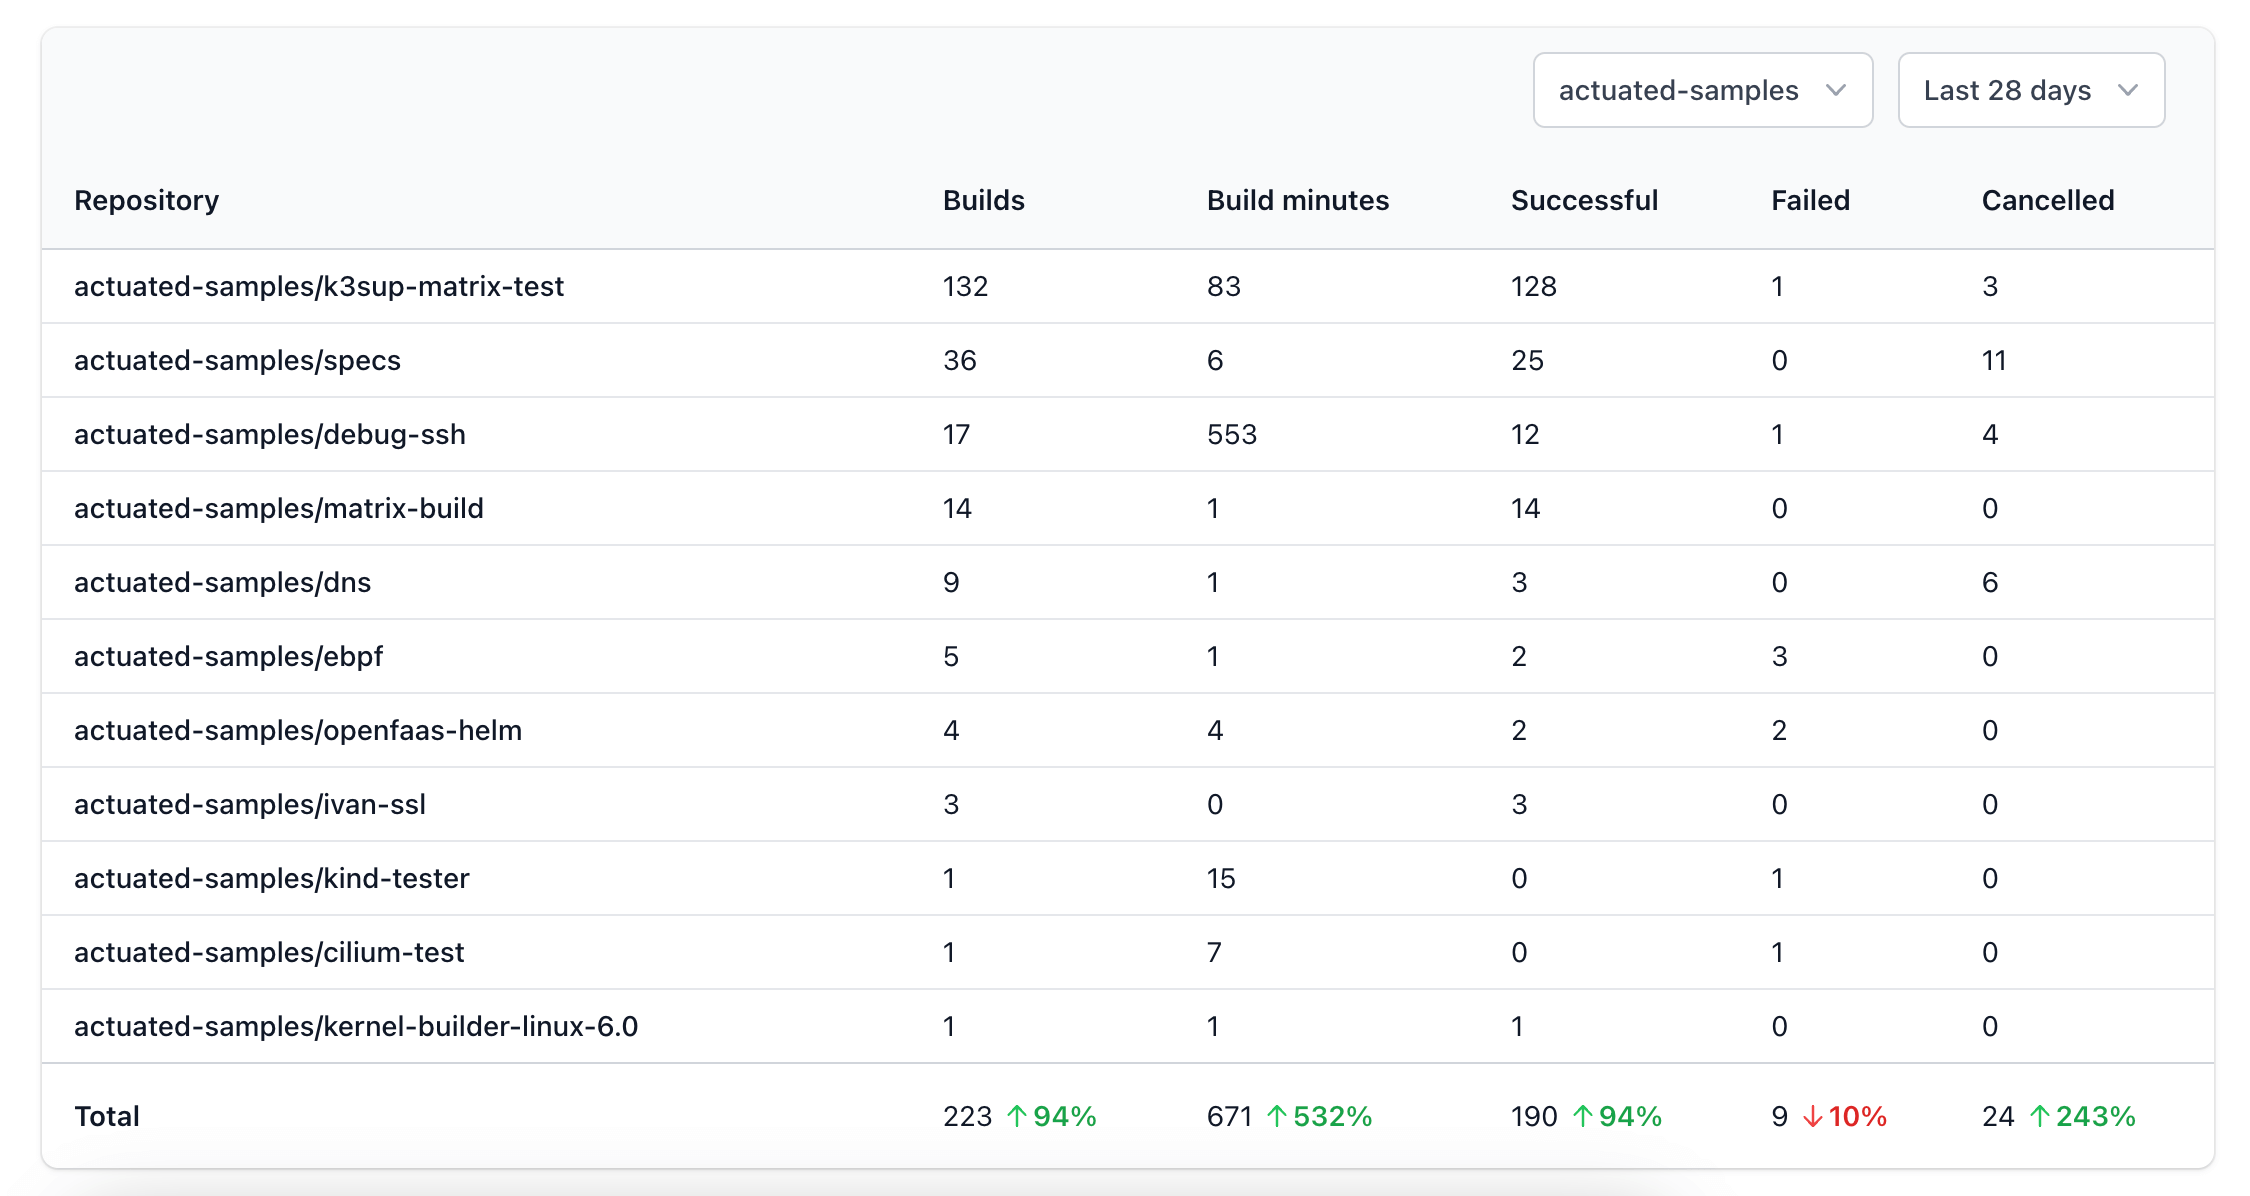 actuated-samples Last 28 days
Repository Builds Build minutes Successful Failed Cancelled
actuated-samples/k3sup-matrix-test 132 83 128 1 3
actuated-samples/specs 36 6 25 0 11
actuated-samples/debug-ssh 17 553 12 1 4
actuated-samples/matrix-build 14 1 14 0 0
actuated-samples/dns 9 1 3 0 6
actuated-samples/ebpf 5 1 2 3 0
actuated-samples/openfaas-helm 4 4 2 2 0
actuated-samples/ivan-ssl 3 0 3 0 0
actuated-samples/kind-tester 1 15 0 1 0
actuated-samples/cilium-test 1 7 0 1 0
actuated-samples/kernel-builder-linux-6.0 1 1 1 0 0
Total 223 ↑94% 671 ↑532% 190 ↑94% 9 ↓10% 24 ↑243%